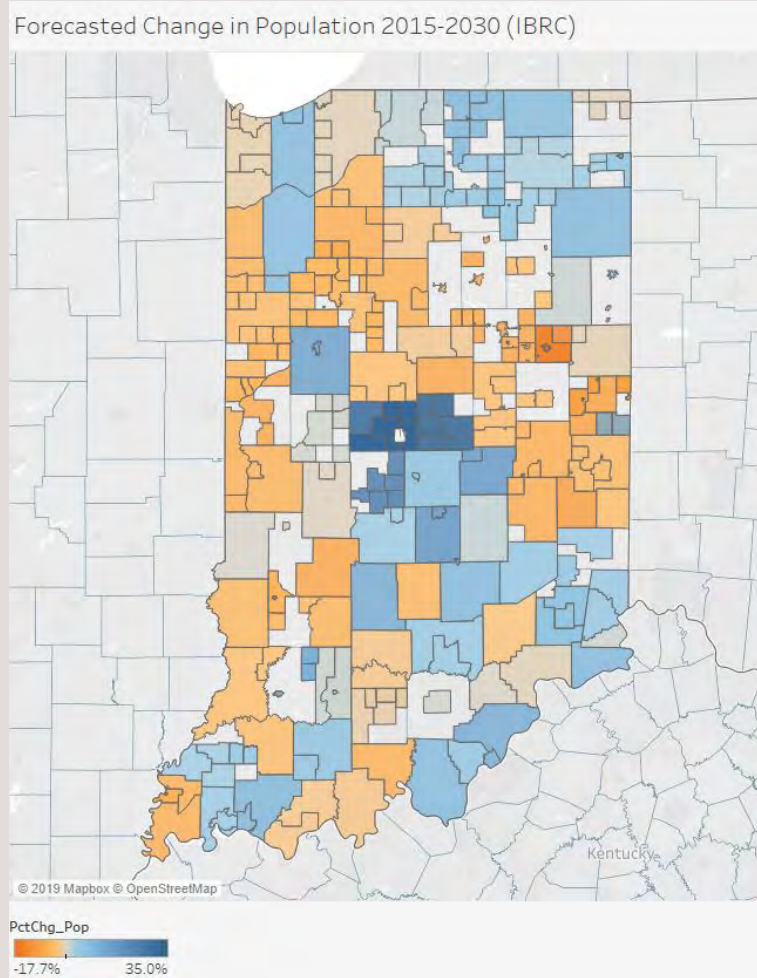 Forecasted Change in Population 2015-2030 (IBRC)
Kentucky
© 2019 Mapbox © OpenStreetMap
PctChg_Pop
-17.7% 35.0%